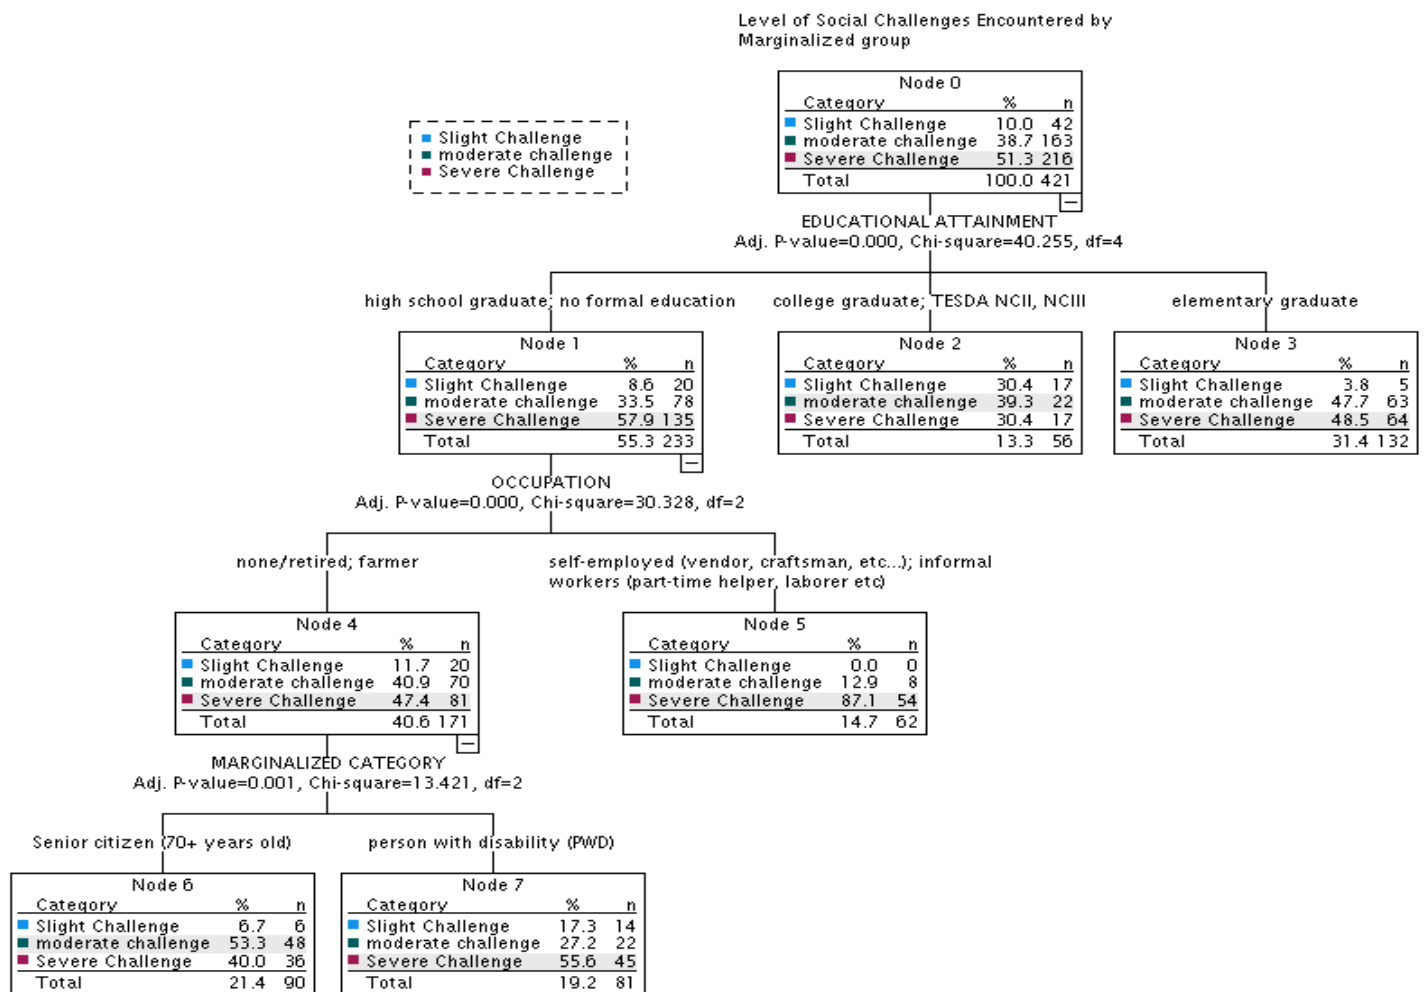 Level of Social Challenges Encountered by
Marginalized group
Slight Challenge
moderate challenge
Severe Challenge
Node 0
Category % n
Slight Challenge 10.0 42
moderate challenge 38.7 163
Severe Challenge 51.3 216
Total 100.0 421
EDUCATIONAL ATTAINMENT
Adj. P-value=0.000, Chi-square=40.255, df=4
high school graduate; no formal education
college graduate; TESDA NCII, NCIII
elementary graduate
Node 1
Category % n
Slight Challenge 8.6 20
moderate challenge 33.5 78
Severe Challenge 57.9 135
Total 55.3 233
Node 2
Category % n
Slight Challenge 30.4 17
moderate challenge 39.3 22
Severe Challenge 30.4 17
Total 13.3 56
Node 3
Category % n
Slight Challenge 3.8 5
moderate challenge 47.7 63
Severe Challenge 48.5 64
Total 31.4 132
OCCUPATION
Adj. P-value=0.000, Chi-square=30.328, df=2
none/retired; farmer
self-employed (vendor, craftsman, etc...); informal
workers (part-time helper, laborer etc)
Node 4
Category % n
Slight Challenge 11.7 20
moderate challenge 40.9 70
Severe Challenge 47.4 81
Total 40.6 171
Node 5
Category % n
Slight Challenge 0.0 0
moderate challenge 12.9 8
Severe Challenge 87.1 54
Total 14.7 62
MARGINALIZED CATEGORY
Adj. P-value=0.001, Chi-square=13.421, df=2
Senior citizen (70+ years old)
person with disability (PWD)
Node 6
Category % n
Slight Challenge 6.7 6
moderate challenge 53.3 48
Severe Challenge 40.0 36
Total 21.4 90
Node 7
Category % n
Slight Challenge 17.3 14
moderate challenge 27.2 22
Severe Challenge 55.6 45
Total 19.2 81